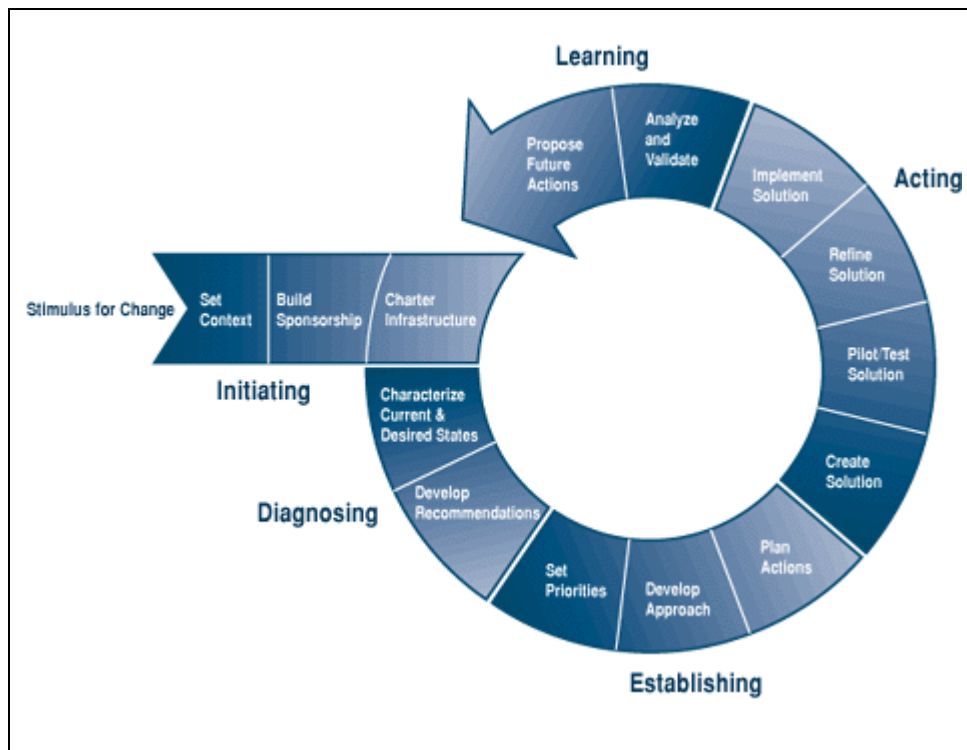 Learning
Propose
Future
Actions
Analyze
and
Validate
Implement
Solution
Acting
Refine
Solution
Pilot/Test
Solution
Create
Solution
Stimulus for Change
Set
Context
Build
Sponsorship
Charter
Infrastructure
Initiating
Characterize
Current &
Desired States
Diagnosing
Develop
Recommendations
Set
Priorities
Develop
Approach
Plan
Actions
Establishing